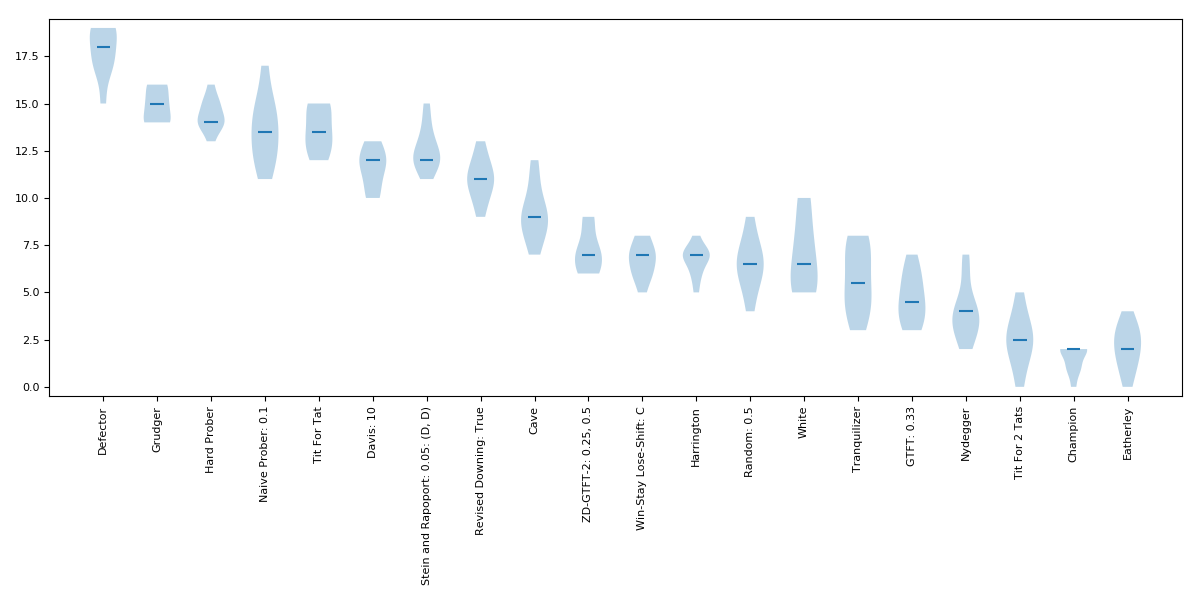 17.5
15.0
12.5
10.0
7.5
5.0
2.5
0.0
Defector
Grudger
Hard Prober
Naive Prober: 0.1
Tit For Tat
Davis: 10
Stein and Rapoport: 0.05: (D, D)
Revised Downing: True
Cave
ZD-GTFT-2: 0.25, 0.5
Win-Stay Lose-Shift: C
Harrington
Random: 0.5
White
Tranquilizer
GTFT: 0.33
Nydegger
Tit For 2 Tats
Champion
Eatherley